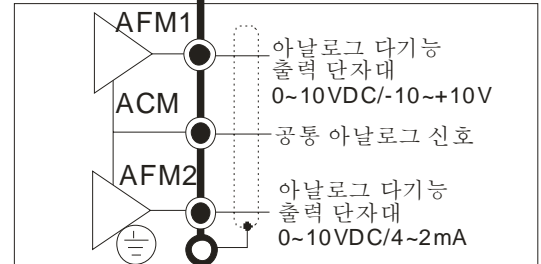 AFM1
아날로그 다기능
출력 단자대
0~10VDC/-10~+10V
ACM
공통 아날로그 신호
AFM2
아날로그 다기능
출력 단자대
0~10VDC/4~2mA